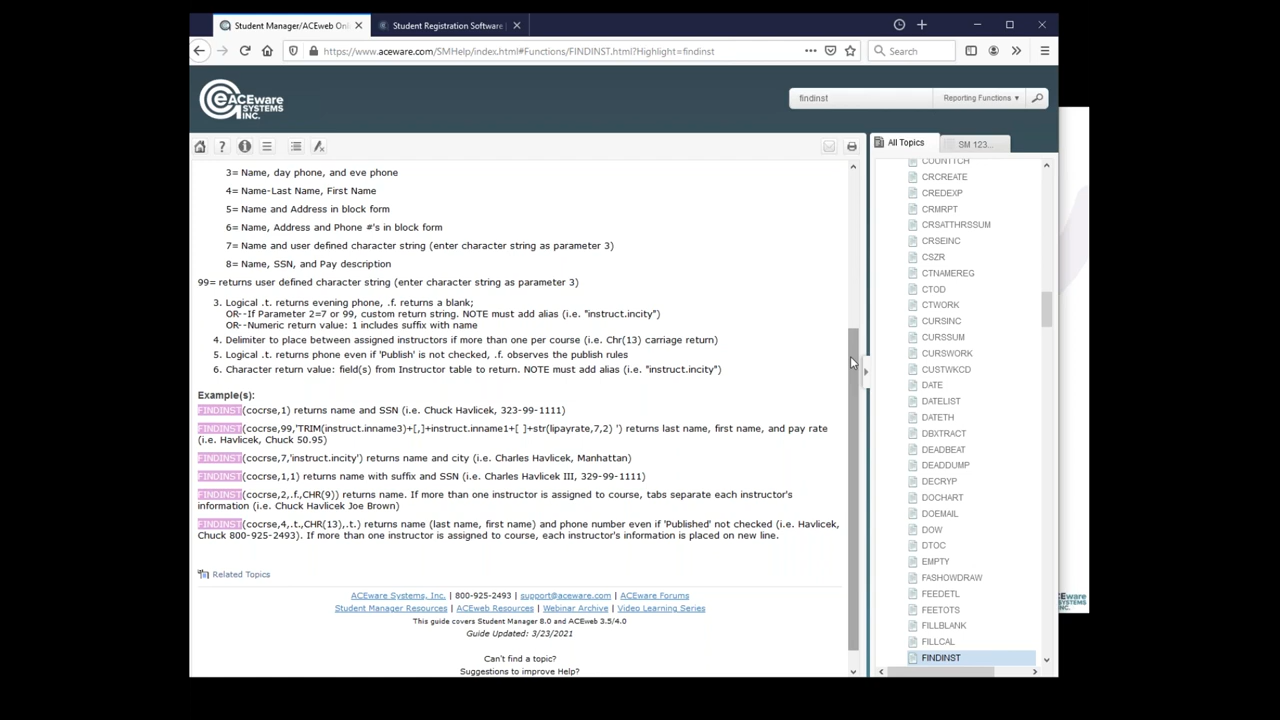 Student Manager/ACEweb Onl
Student Registration Software
https://www.aceware.com/SMHelp/index.html#Functions/FINDINST.html?Highlight=findinst
Search
ACEware
SYSTEMS
INC.
findinst
Reporting Functions
All Topics
SM 123...
3= Name, day phone, and eve phone
4= Name-Last Name, First Name
5= Name and Address in block form
6= Name, Address and Phone #'s in block form
7= Name and user defined character string (enter character string as parameter 3)
8= Name, SSN, and Pay description
99= returns user defined character string (enter character string as parameter 3)
3. Logical .t. returns evening phone, .f. returns a blank;
OR--If Parameter 2=7 or 99, custom return string. NOTE must add alias (i.e. "instruct.incity")
OR--Numeric return value: 1 includes suffix with name
4. Delimiter to place between assigned instructors if more than one per course (i.e. Chr(13) carriage return)
5. Logical .t. returns phone even if 'Publish' is not checked, .f. observes the publish rules
6. Character return value: field(s) from Instructor table to return. NOTE must add alias (i.e. "instruct.incity")
Example(s):
FINDINST(cocrse,1) returns name and SSN (i.e. Chuck Havlicek, 323-99-1111)
FINDINST(cocrse,99,'TRIM(instruct.inname3)+[,]+instruct.inname1+[ ]+str(lipayrate,7,2) ') returns last name, first name, and pay rate
(i.e. Havlicek, Chuck 50.95)
FINDINST(cocrse,7,'instruct.incity') returns name and city (i.e. Charles Havlicek, Manhattan)
FINDINST(cocrse,1,1) returns name with suffix and SSN (i.e. Charles Havlicek III, 329-99-1111)
FINDINST(cocrse,2,.f.,CHR(9)) returns name. If more than one instructor is assigned to course, tabs separate each instructor's
information (i.e. Chuck Havlicek Joe Brown)
FINDINST(cocrse,4,.t.,CHR(13),.t.) returns name (last name, first name) and phone number even if 'Published' not checked (i.e. Havlicek,
Chuck 800-925-2493). If more than one instructor is assigned to course, each instructor's information is placed on new line.
Related Topics
ACEware Systems, Inc. | 800-925-2493 | support@aceware.com | ACEware Forums
Student Manager Resources | ACEweb Resources | Webinar Archive | Video Learning Series
This guide covers Student Manager 8.0 and ACEweb 3.5/4.0
Guide Updated: 3/23/2021
Can't find a topic?
Suggestions to improve Help?
COUNTTCH
CRCREATE
CREDEXP
CRMRPT
CRSATTHRSSUM
CRSEINC
CSZR
CTNAMEREG
CTOD
CTWORK
CURSINC
CURSSUM
CURSWORK
CUSTWKCD
DATE
DATELIST
DATETH
DBXTRACT
DEADBEAT
DEADDUMP
DECRYP
DOCHART
DOEMAIL
DOW
DTOC
EMPTY
FASHOWDRAW
FEEDETL
FEETOTS
FILLBLANK
FILLCAL
FINDINST
Eware
SYSTEMS
INC.